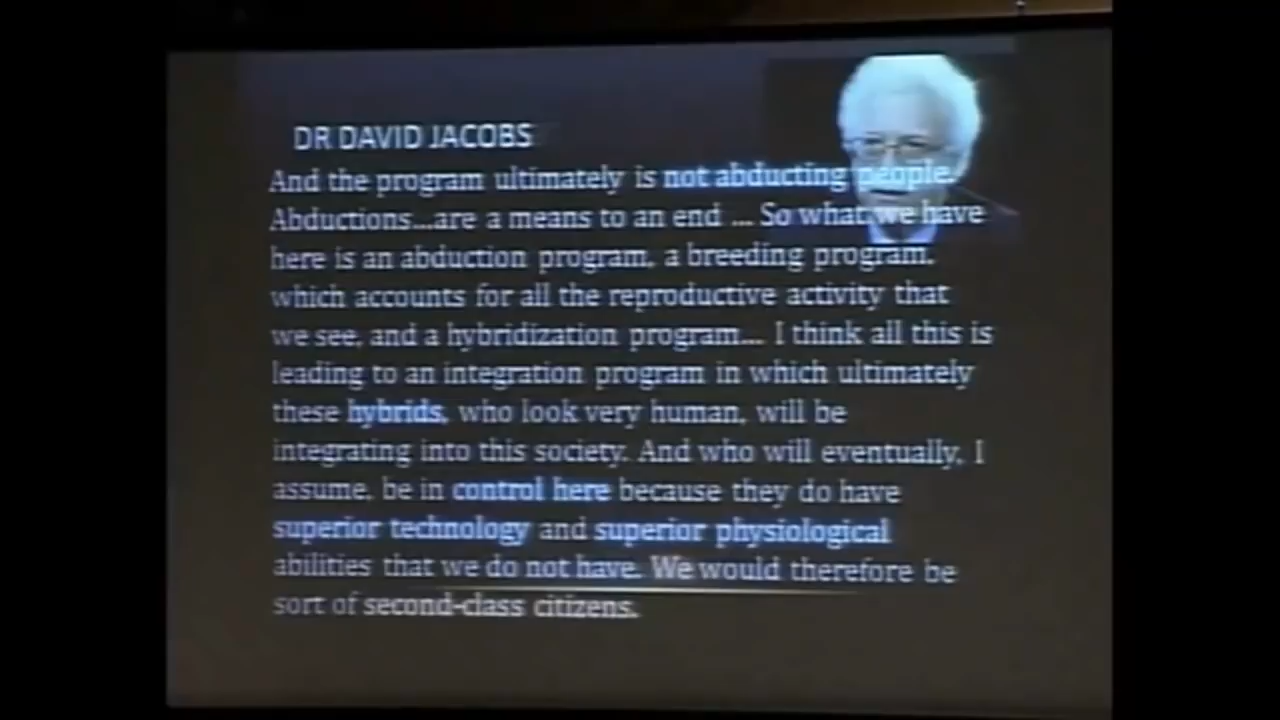 DR DAVID JACOBS
And the program ultimately is not abducting people.
Abductions...are a means to an end ... So what we have
here is an abduction program, a breeding program,
which accounts for all the reproductive activity that
we see, and a hybridization program... I think all this is
leading to an integration program in which ultimately
these hybrids, who look very human, will be
integrating into this society. And who will eventually, I
assume, be in control here because they do have
superior technology and superior physiological
abilities that we do not have. We would therefore be
sort of second-class citizens.